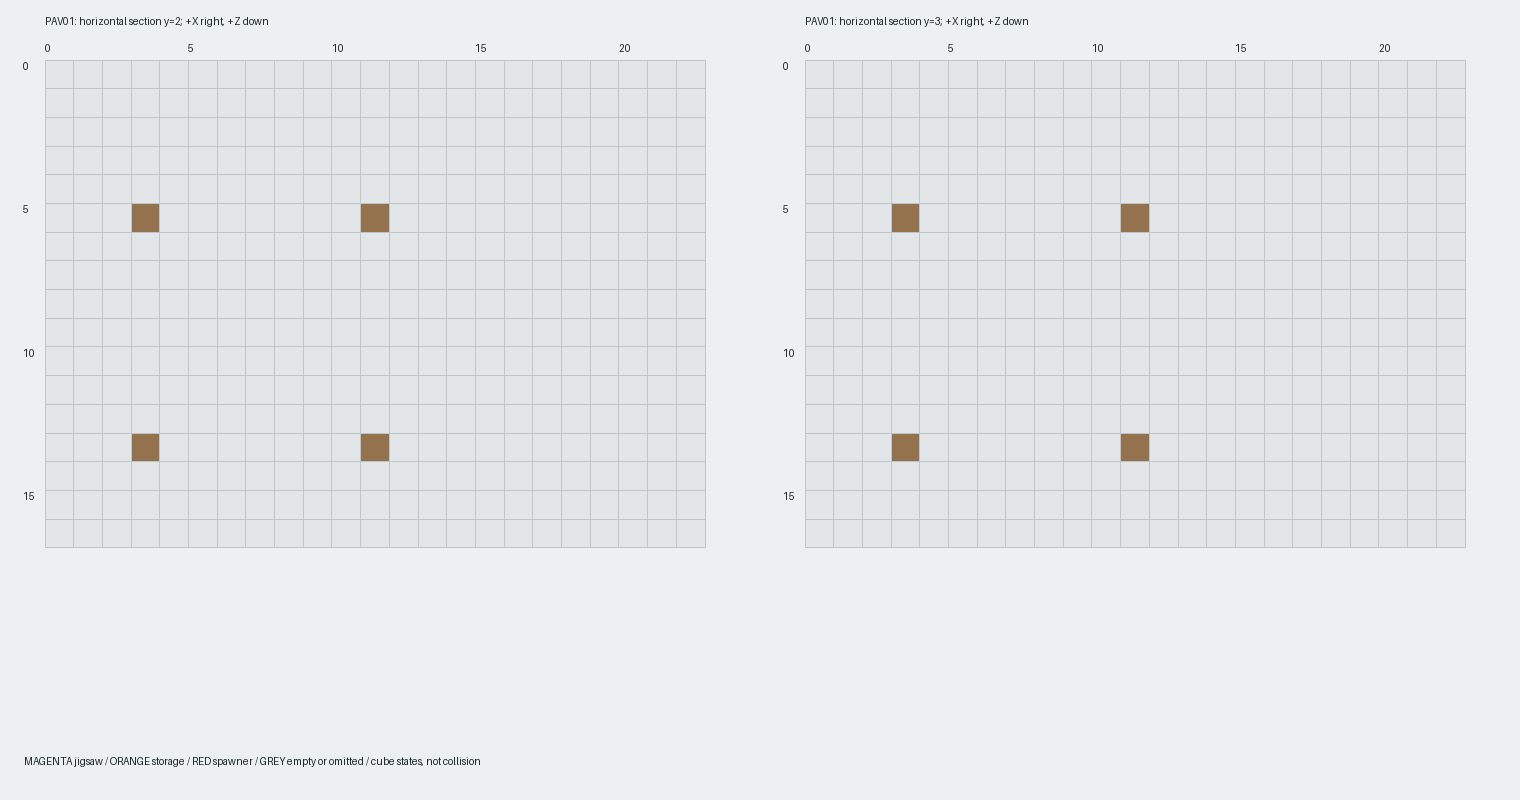 PAV01: horizontal section y=2; +X right, +Z down
0 5 10 15 20
0
5
10
15
PAV01: horizontal section y=3; +X right, +Z down
0 5 10 15 20
0
5
10
15
MAGENTA jigsaw / ORANGE storage / RED spawner / GREY empty or omitted / cube states, not collision